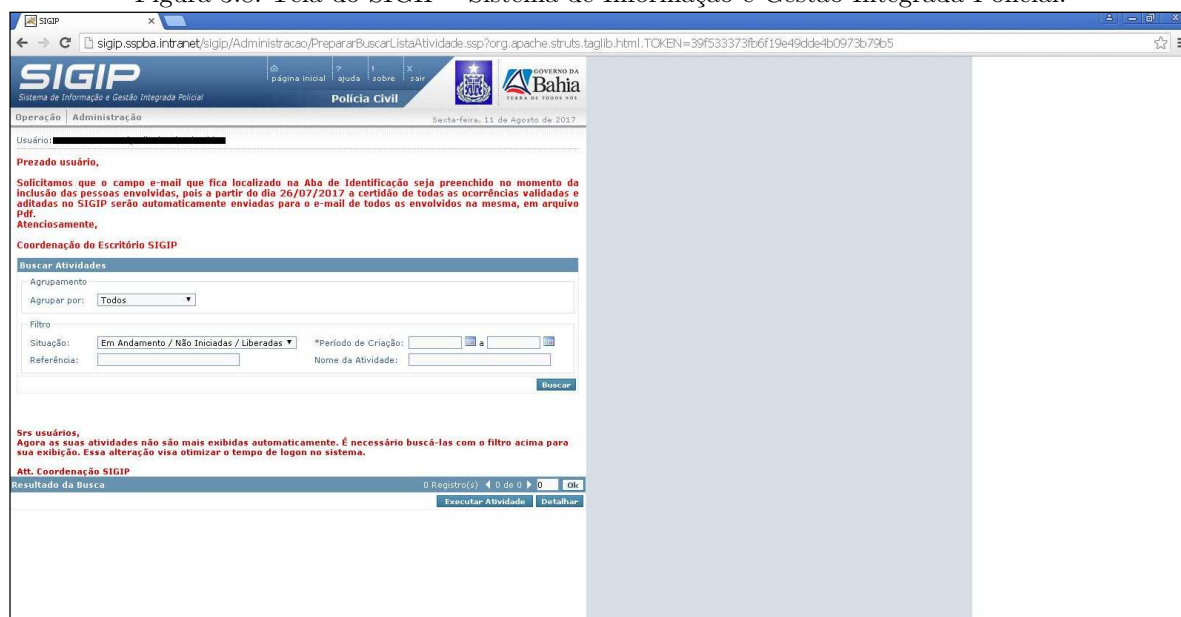 Figura 3.8: Tela do SIGIP - Sistema de Informação e Gestão Integrada Policial.
SIGIP
sigip.sspba.intranet/sigip/Administracao/PrepararBuscarListaAtividade.ssp?org.apache.struts.taglib.html.TOKEN=39f533373fb6f19e49dde4b0973b79b5
SIGIP
Sistema de Informação e Gestão Integrada Policial
página inicial
? ajuda
! sobre
x sair
Polícia Civil
GOVERNO DA
Bahia
TERRA DE TODOS NÓS
Operação Administração
Sexta-feira, 11 de Agosto de 2017
Usuário:
Prezado usuário,
Solicitamos que o campo e-mail que fica localizado na Aba de Identificação seja preenchido no momento da
inclusão das pessoas envolvidas, pois a partir do dia 26/07/2017 a certidão de todas as ocorrências validadas e
aditadas no SIGIP serão automaticamente enviadas para o e-mail de todos os envolvidos na mesma, em arquivo
Pdf.
Atenciosamente,
Coordenação do Escritório SIGIP
Buscar Atividades
Agrupamento
Agrupar por: Todos
Filtro
Situação: Em Andamento / Não Iniciadas / Liberadas *Período de Criação: a
Referência: Nome da Atividade:
Buscar
Srs usuários,
Agora as suas atividades não são mais exibidas automaticamente. É necessário buscá-las com o filtro acima para
sua exibição. Essa alteração visa otimizar o tempo de logon no sistema.
Att. Coordenação SIGIP
Resultado da Busca 0 Registro(s) 0 de 0 0 Ok
Executar Atividade Detalhar